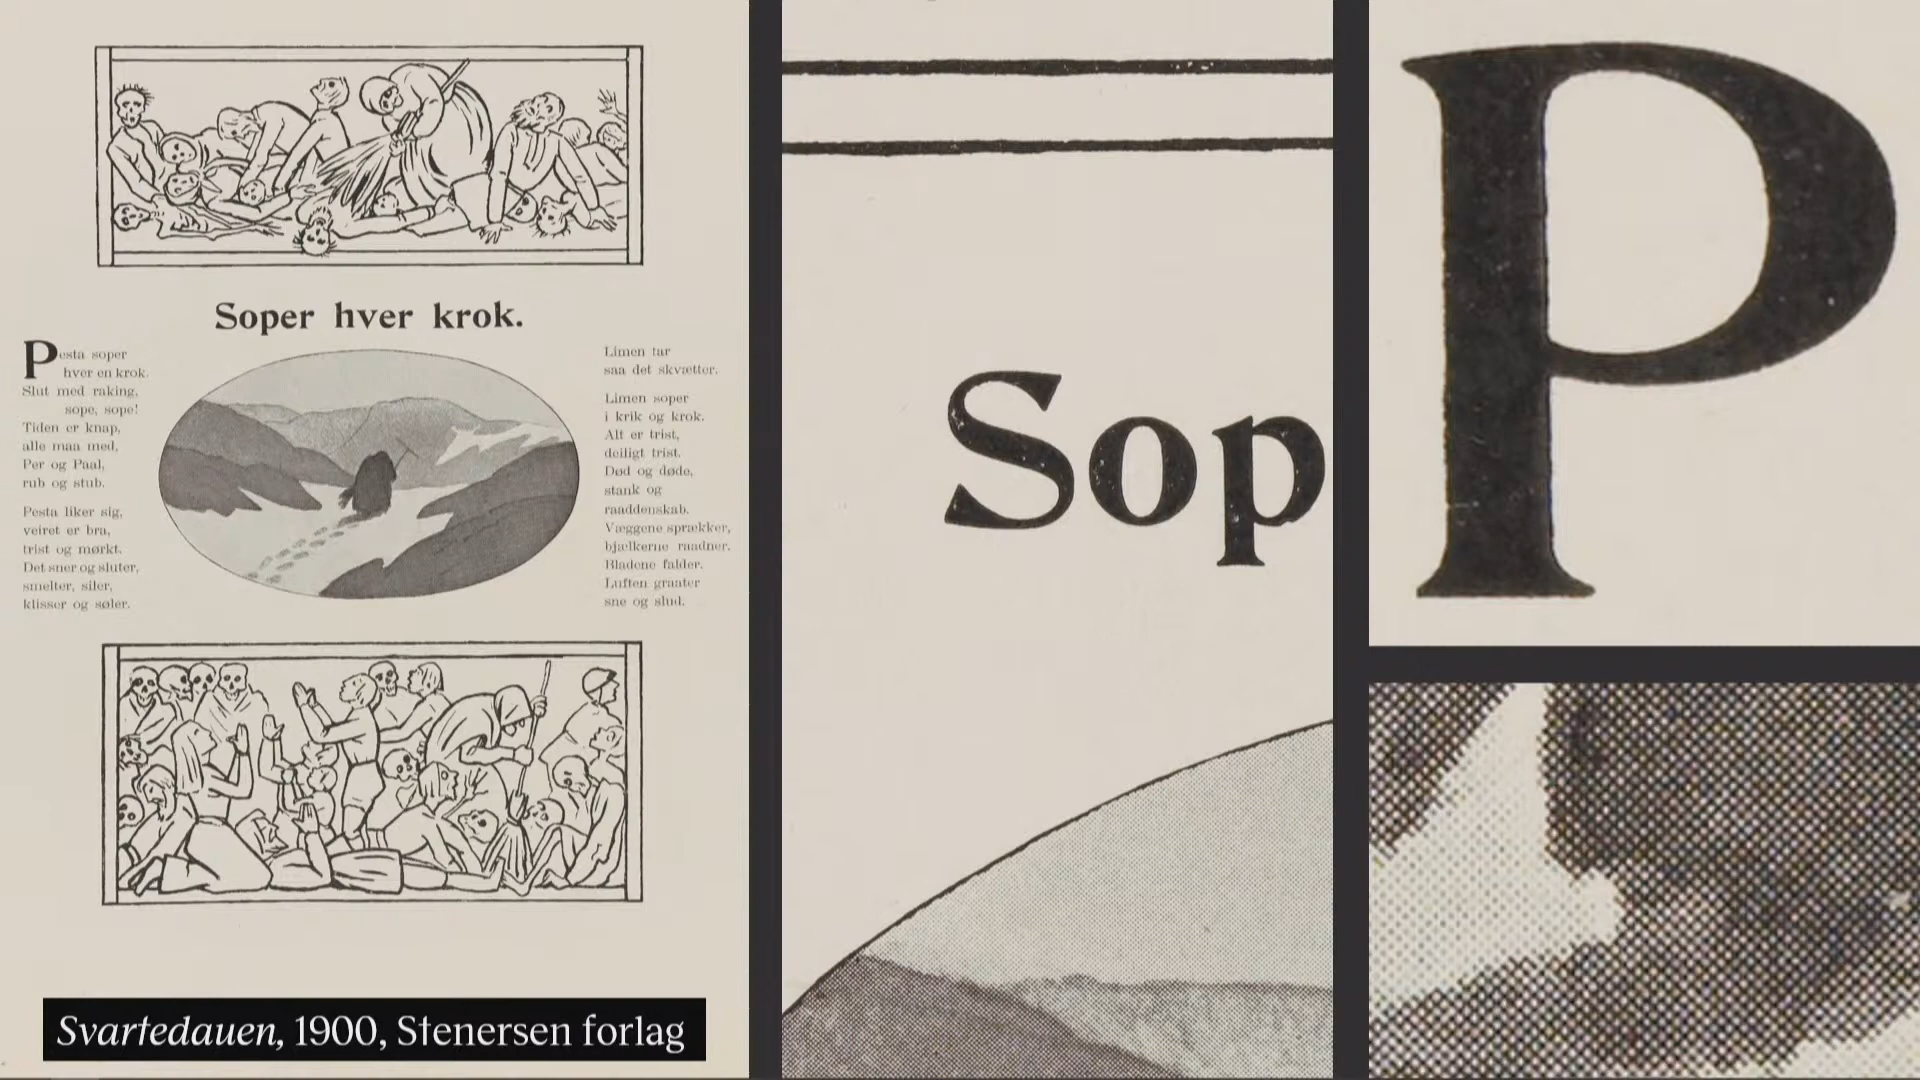 Soper hver krok.
Pesta soper
hver en krok.
Slut med raking,
sope, sope!
Tiden er knap,
alle maa med,
Per og Paal,
rub og stub.
Pesta liker sig,
veiret er bra,
trist og mørkt.
Det sner og sluter,
smelter, siler,
klisser og søler.
Limen tar
saa det skvætter.
Limen soper
i krik og krok.
Alt er trist,
deiligt trist.
Død og døde,
stank og
raaddenskab.
Væggene sprækker,
bjælkerne raadner.
Bladene falder.
Luften graater
sne og slud.
Svartedauen, 1900, Stenersen forlag
Sop
P